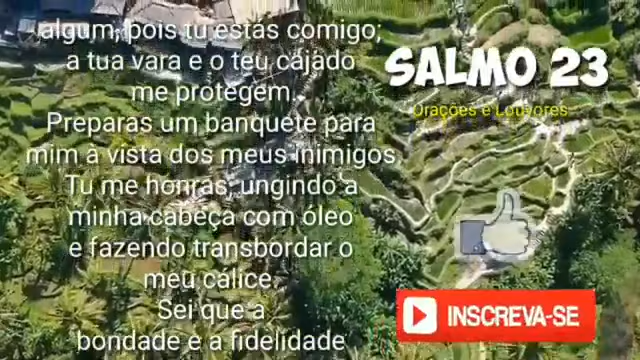 algum, pois tu estás comigo;
a tua vara e o teu cajado
me protegem.
Preparas um banquete para
mim à vista dos meus inimigos.
Tu me honras, ungindo a
minha cabeça com óleo
e fazendo transbordar o
meu cálice.
Sei que a
bondade e a fidelidade
SALMO 23
Orações e Louvores
INSCREVA-SE